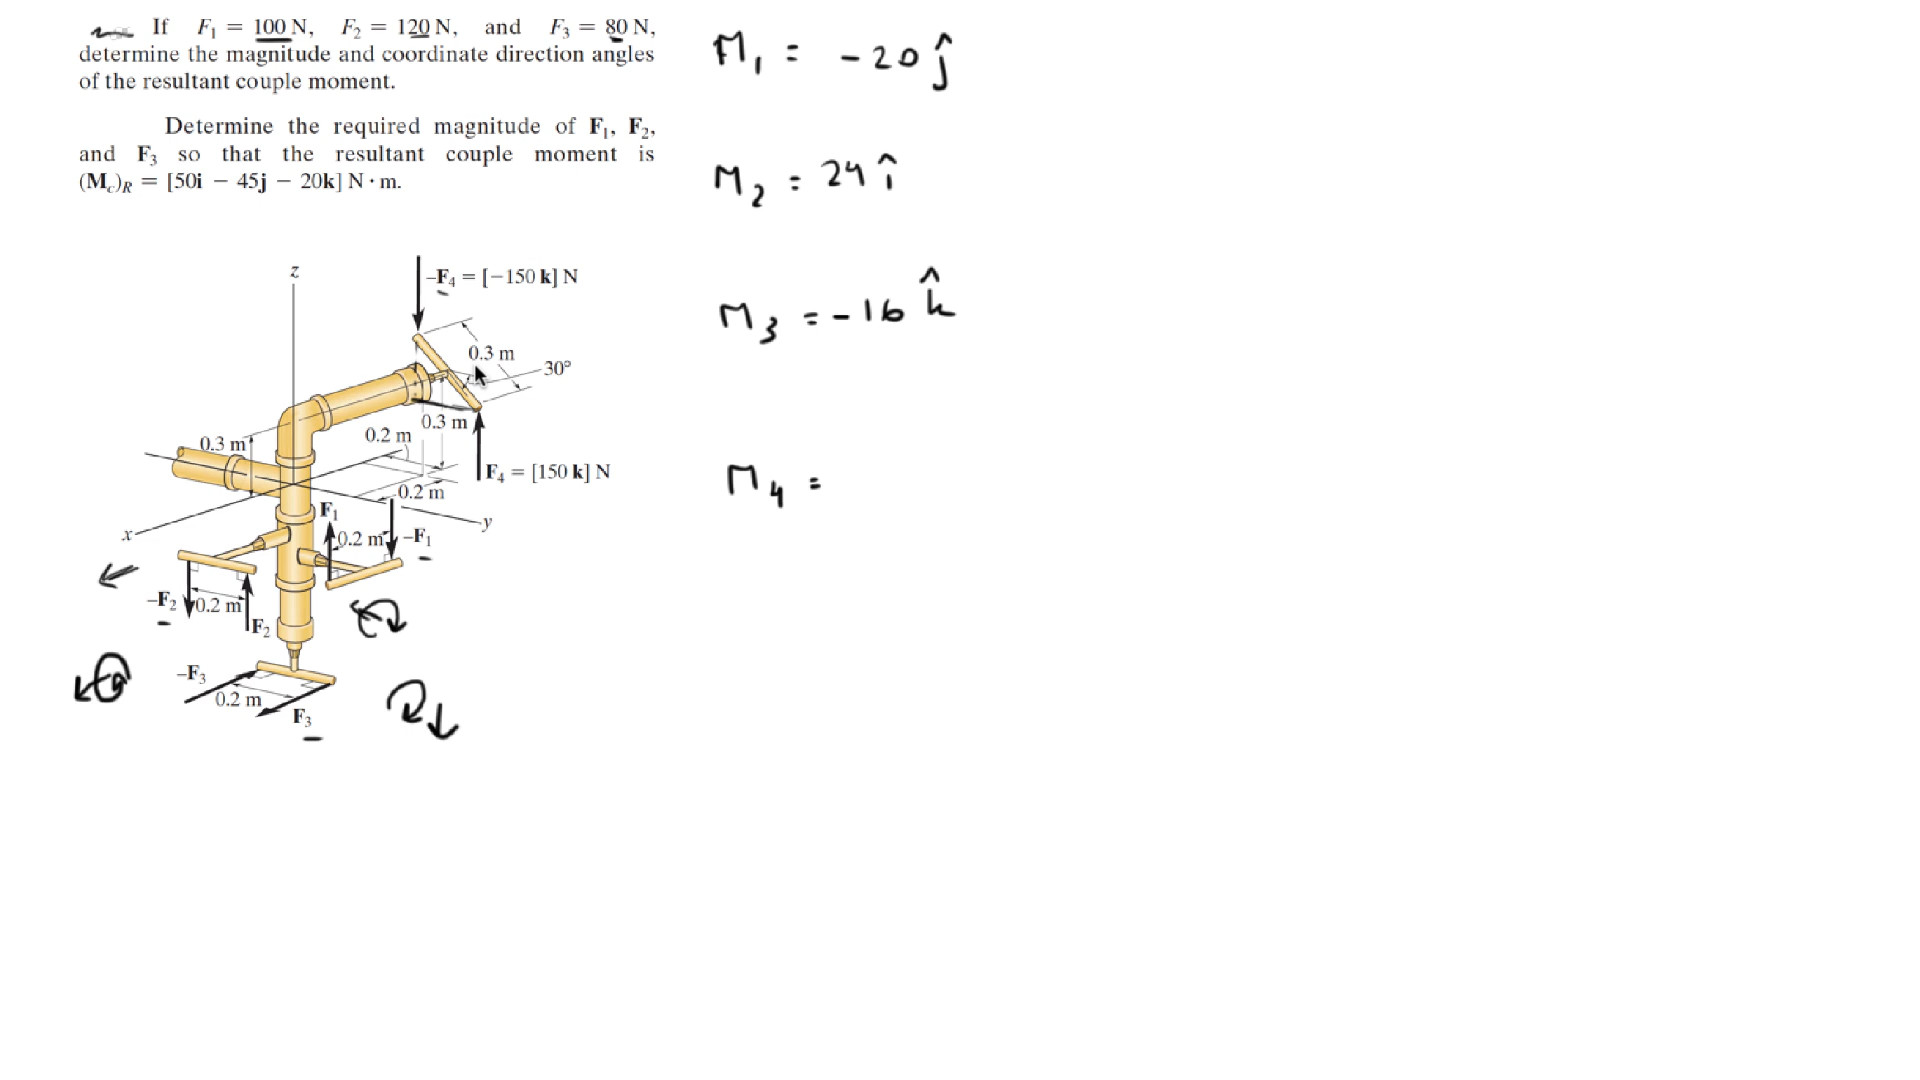 If F₁ = 100 N, F₂ = 120 N, and F₃ = 80 N,
determine the magnitude and coordinate direction angles
of the resultant couple moment.
Determine the required magnitude of F₁, F₂,
and F₃ so that the resultant couple moment is
(M꜀)ᵣ = [50i − 45j − 20k] N · m.
M₁ = -20 ĵ
M₂ = 24 î
M₃ = -16 k̂
M₄ =
z
–F₄ = [−150 k] N
0.3 m
30°
0.3 m
0.2 m
0.3 m
F₄ = [150 k] N
0.2 m
x
F₁
y
0.2 m
–F₁
–F₂
0.2 m
F₂
–F₃
0.2 m
F₃